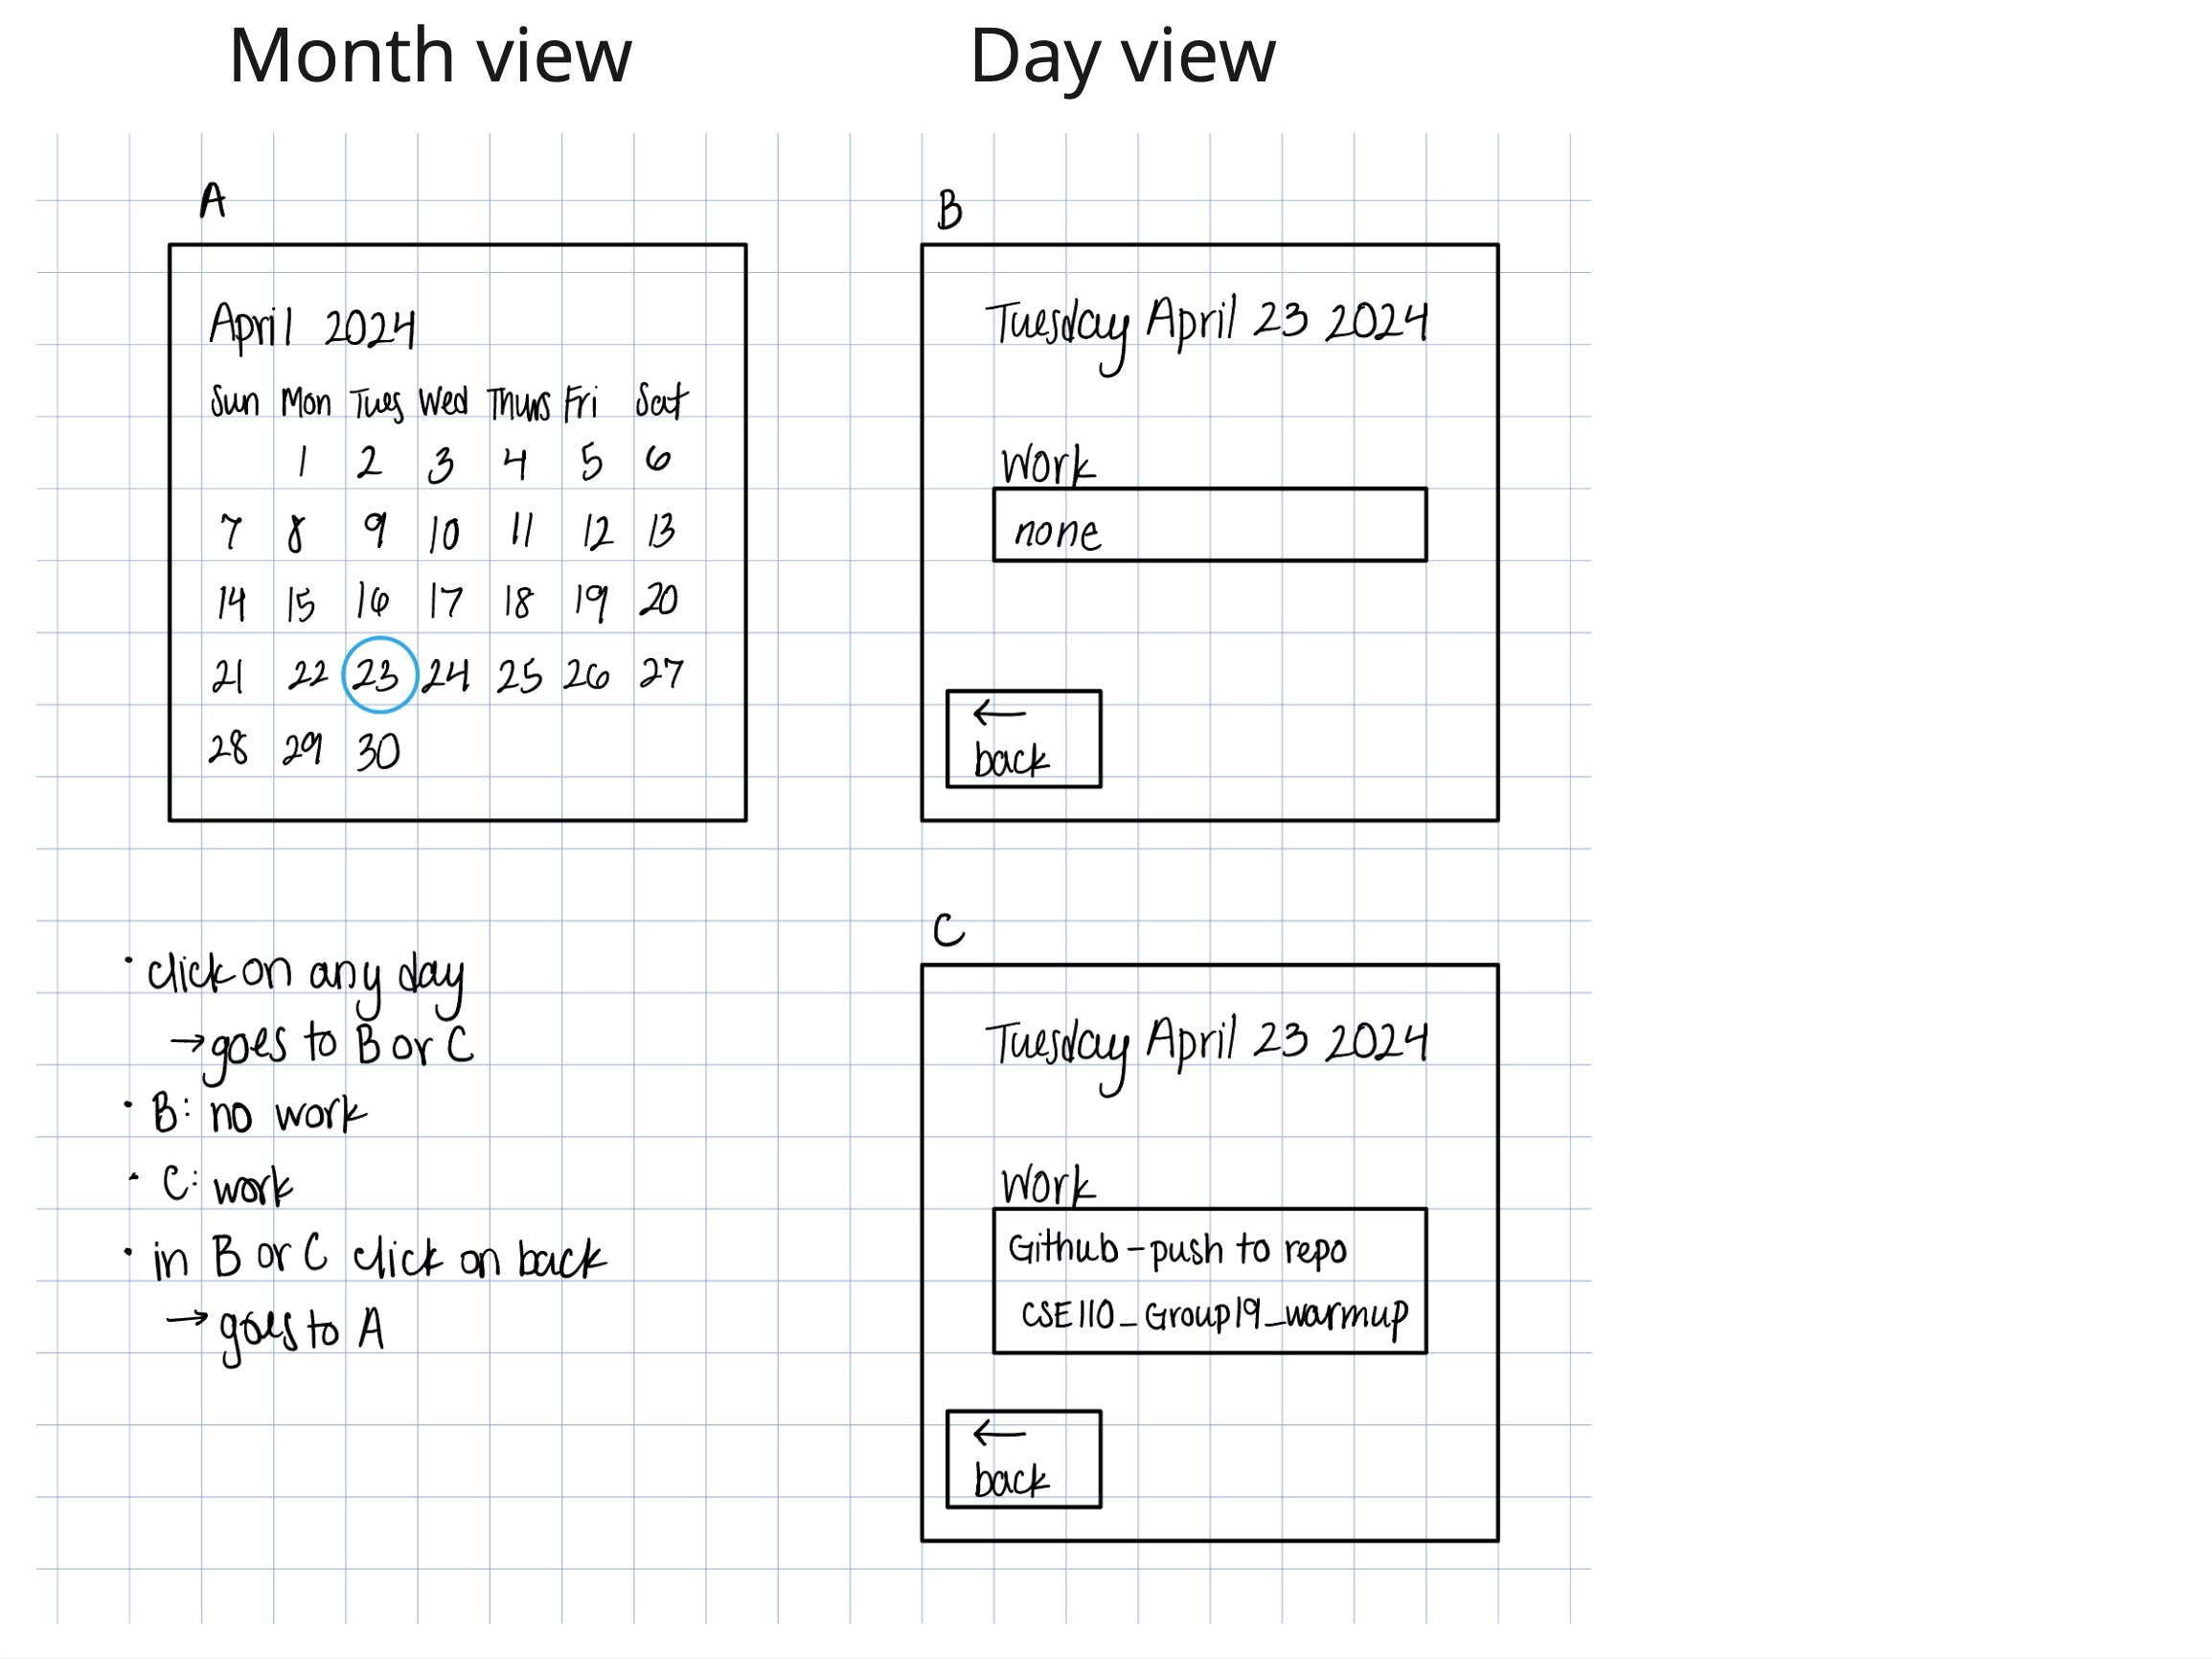 Month view
Day view
A
April 2024
Sun Mon Tues Wed Thurs Fri Sat
1 2 3 4 5 6
7 8 9 10 11 12 13
14 15 16 17 18 19 20
21 22 23 24 25 26 27
28 29 30
B
Tuesday April 23 2024
Work
none
←
back
· click on any day
→ goes to B or C
· B: no work
· C: work
· in B or C click on back
→ goes to A
C
Tuesday April 23 2024
Work
Github - push to repo
CSE110_Group19_warmup
←
back